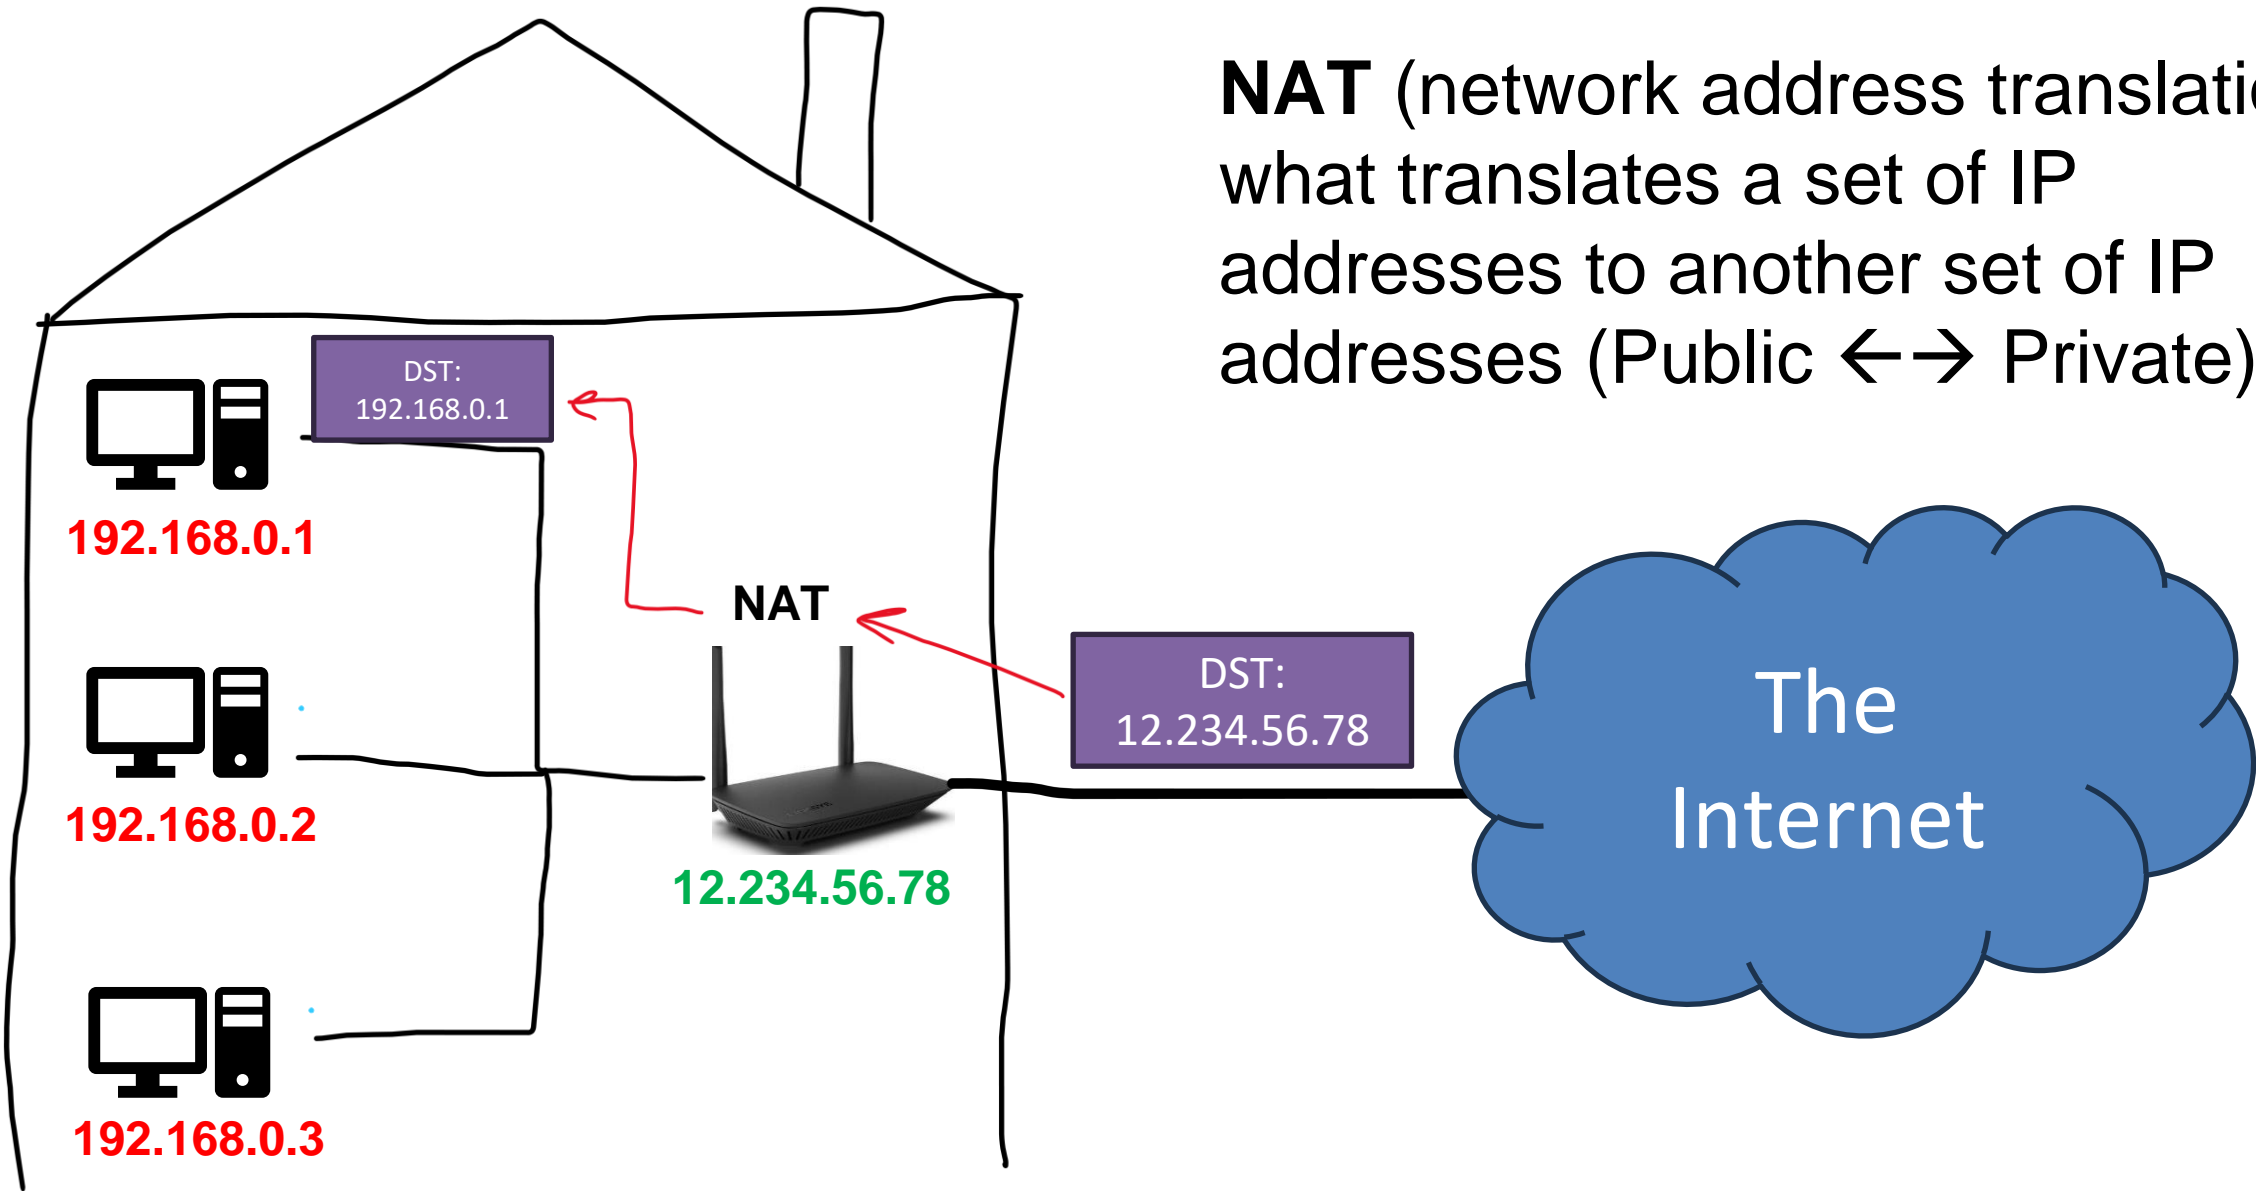 NAT (network address translatio
what translates a set of IP
addresses to another set of IP
addresses (Public ←→ Private)
DST:
192.168.0.1
192.168.0.1
NAT
DST:
12.234.56.78
The
Internet
192.168.0.2
12.234.56.78
192.168.0.3